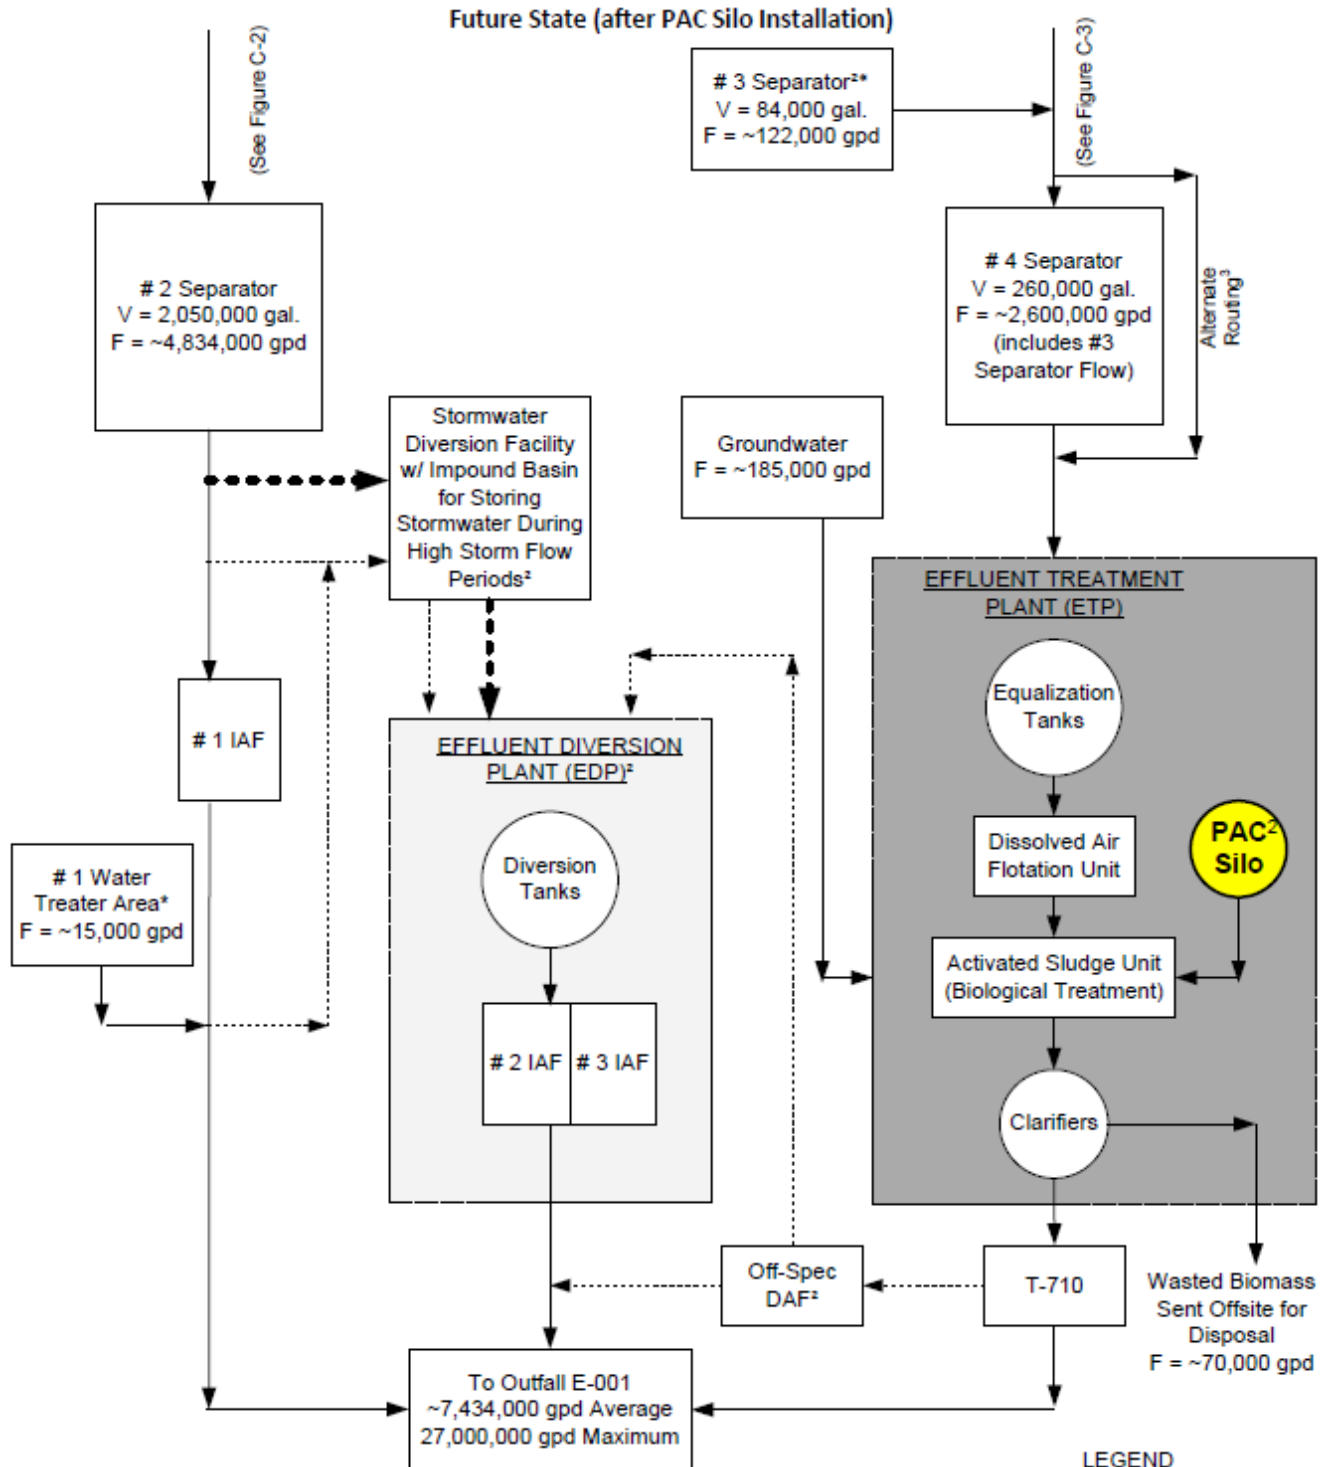 Future State (after PAC Silo Installation)
(See Figure C-2)
# 3 Separator²*
V = 84,000 gal.
F = ~122,000 gpd
(See Figure C-3)
# 2 Separator
V = 2,050,000 gal.
F = ~4,834,000 gpd
# 4 Separator
V = 260,000 gal.
F = ~2,600,000 gpd
(includes #3
Separator Flow)
Alternate
Routing³
Stormwater
Diversion Facility
w/ Impound Basin
for Storing
Stormwater During
High Storm Flow
Periods²
Groundwater
F = ~185,000 gpd
EFFLUENT TREATMENT
PLANT (ETP)
Equalization
Tanks
# 1 IAF
EFFLUENT DIVERSION
PLANT (EDP)²
Diversion
Tanks
Dissolved Air
Flotation Unit
PAC²
Silo
# 1 Water
Treater Area*
F = ~15,000 gpd
Activated Sludge Unit
(Biological Treatment)
# 2 IAF
# 3 IAF
Clarifiers
Off-Spec
DAF²
T-710
Wasted Biomass
Sent Offsite for
Disposal
F = ~70,000 gpd
To Outfall E-001
~7,434,000 gpd Average
27,000,000 gpd Maximum
LEGEND